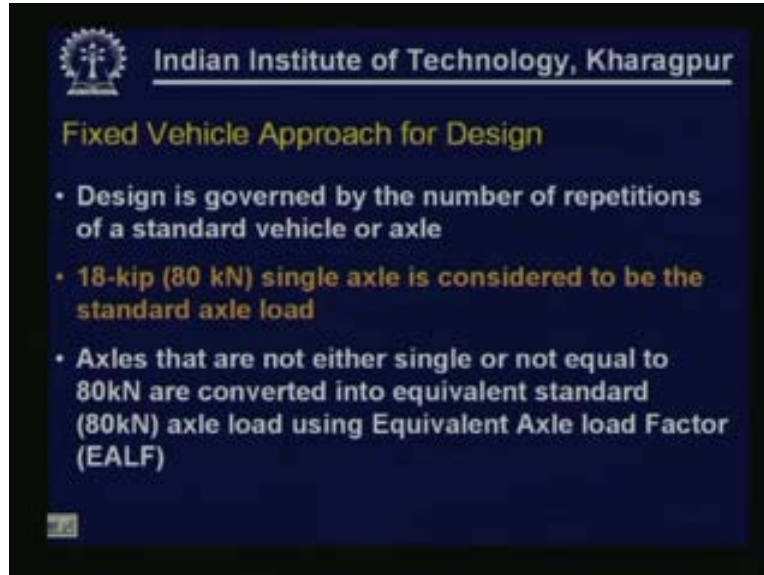 Indian Institute of Technology, Kharagpur
Fixed Vehicle Approach for Design
• Design is governed by the number of repetitions
of a standard vehicle or axle
• 18-kip (80 kN) single axle is considered to be the
standard axle load
• Axles that are not either single or not equal to
80kN are converted into equivalent standard
(80kN) axle load using Equivalent Axle load Factor
(EALF)